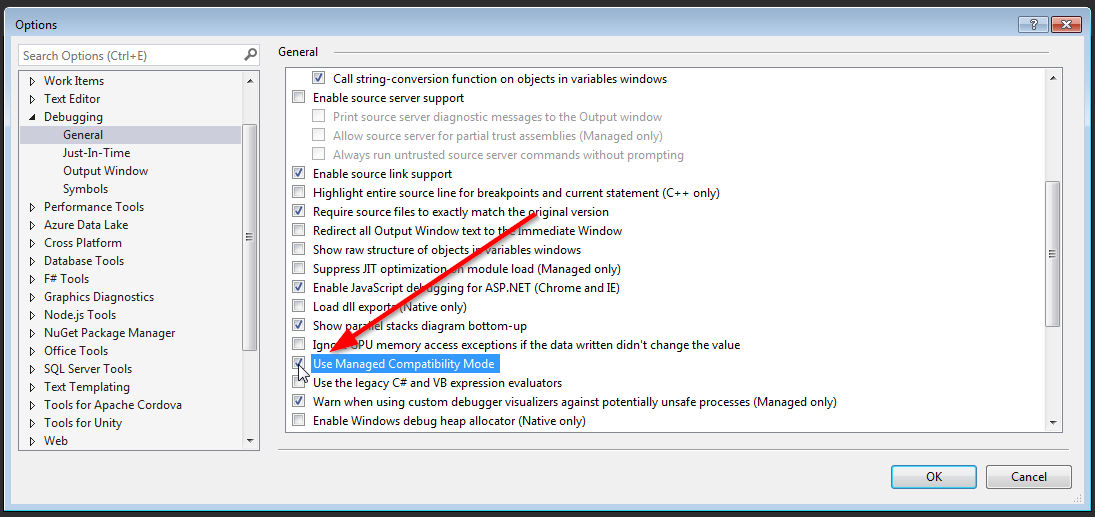 Options
?
Search Options (Ctrl+E)
Work Items
Text Editor
Debugging
General
Just-In-Time
Output Window
Symbols
Performance Tools
Azure Data Lake
Cross Platform
Database Tools
F# Tools
Graphics Diagnostics
Node.js Tools
NuGet Package Manager
Office Tools
SQL Server Tools
Text Templating
Tools for Apache Cordova
Tools for Unity
Web
General
Call string-conversion function on objects in variables windows
Enable source server support
Print source server diagnostic messages to the Output window
Allow source server for partial trust assemblies (Managed only)
Always run untrusted source server commands without prompting
Enable source link support
Highlight entire source line for breakpoints and current statement (C++ only)
Require source files to exactly match the original version
Redirect all Output Window text to the Immediate Window
Show raw structure of objects in variables windows
Suppress JIT optimization on module load (Managed only)
Enable JavaScript debugging for ASP.NET (Chrome and IE)
Load dll exports (Native only)
Show parallel stacks diagram bottom-up
Ignore GPU memory access exceptions if the data written didn't change the value
Use Managed Compatibility Mode
Use the legacy C# and VB expression evaluators
Warn when using custom debugger visualizers against potentially unsafe processes (Managed only)
Enable Windows debug heap allocator (Native only)
OK
Cancel